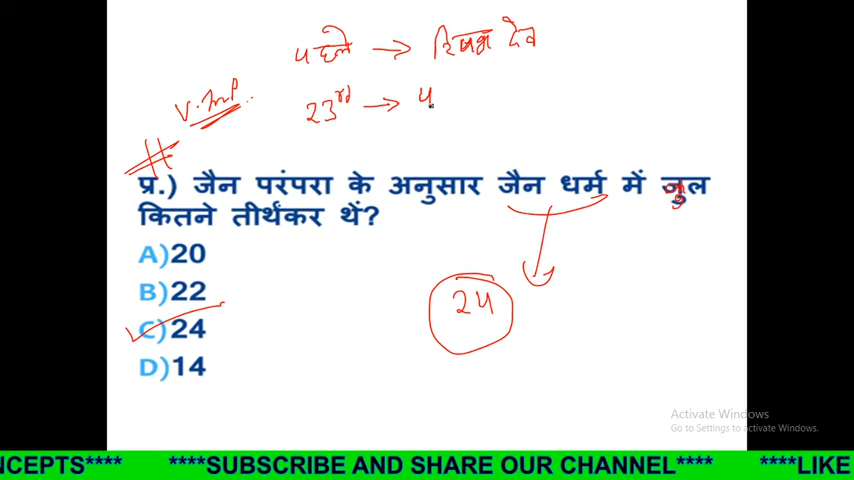 पहले → रिषभ देव
V.Imp..
23rd → प
प्र.) जैन परंपरा के अनुसार जैन धर्म में जुल
कितने तीर्थंकर थें?
A)20
B)22
C)24
D)14
24
Activate Windows
Go to Settings to Activate Windows.
NCEPTS**** ****SUBSCRIBE AND SHARE OUR CHANNEL**** ****LIKE